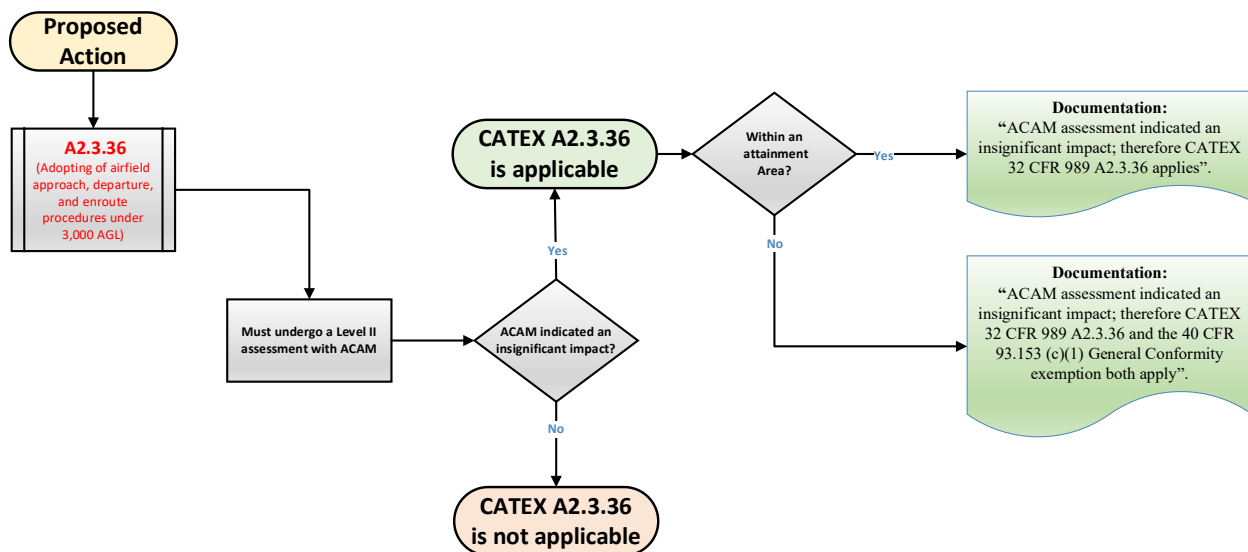 Proposed
Action
A2.3.36
(Adopting of airfield
approach, departure,
and enroute
procedures under
3,000 AGL)
Must undergo a Level II
assessment with ACAM
ACAM indicated an
insignificant impact?
Yes
No
CATEX A2.3.36
is applicable
CATEX A2.3.36
is not applicable
Within an
attainment
Area?
Yes
No
Documentation:
“ACAM assessment indicated an
insignificant impact; therefore CATEX
32 CFR 989 A2.3.36 applies”.
Documentation:
“ACAM assessment indicated an
insignificant impact; therefore CATEX
32 CFR 989 A2.3.36 and the 40 CFR
93.153 (c)(1) General Conformity
exemption both apply”.